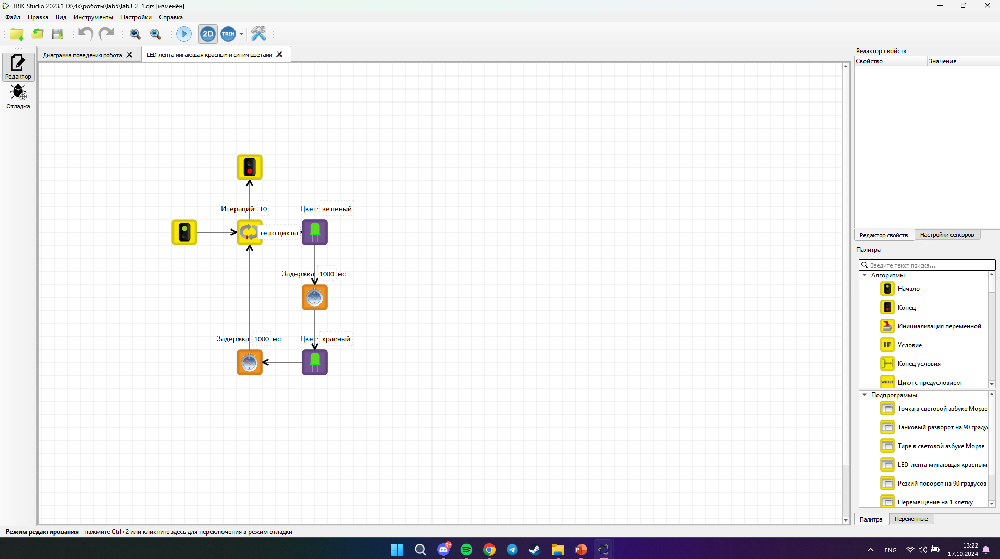 TRIK Studio 2023.1 D:\4к\роботы\lab5\lab3_2_1.qrs [изменён]
Файл Правка Вид Инструменты Настройки Справка
2D TRIK
Редактор
Отладка
Диаграмма поведения робота
LED-лента мигающая красным и синим цветами
Итераций: 10
Цвет: зеленый
тело цикла
Задержка: 1000 мс
Задержка: 1000 мс
Цвет: красный
Редактор свойств
Свойство Значение
Редактор свойств Настройки сенсоров
Палитра
Введите текст поиска...
Алгоритмы
Начало
Конец
Инициализация переменной
IF Условие
Конец условия
WHILE Цикл с предусловием
Подпрограммы
Точка в световой азбуке Морзе
Танковый разворот на 90 граду
Тире в световой азбуке Морзе
LED-лента мигающая красным
Резкий поворот на 90 градусов
Перемещение на 1 клетку
Палитра Переменные
Режим редактирования - нажмите Ctrl+2 или кликните здесь для переключения в режим отладки
9+
ENG
13:22
17.10.2024